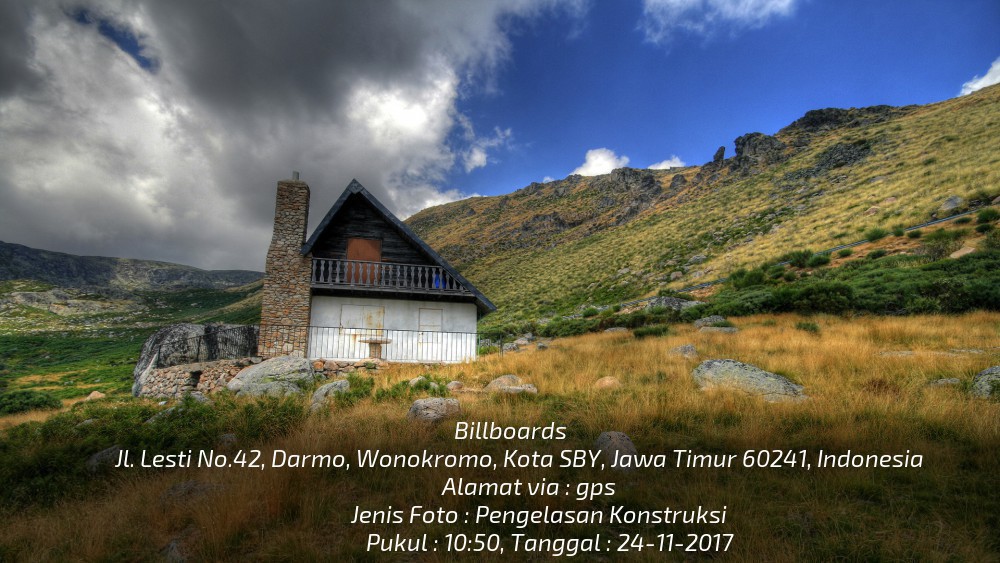 Billboards
Jl. Lesti No.42, Darmo, Wonokromo, Kota SBY, Jawa Timur 60241, Indonesia
Alamat via : gps
Jenis Foto : Pengelasan Konstruksi
Pukul : 10:50, Tanggal : 24-11-2017